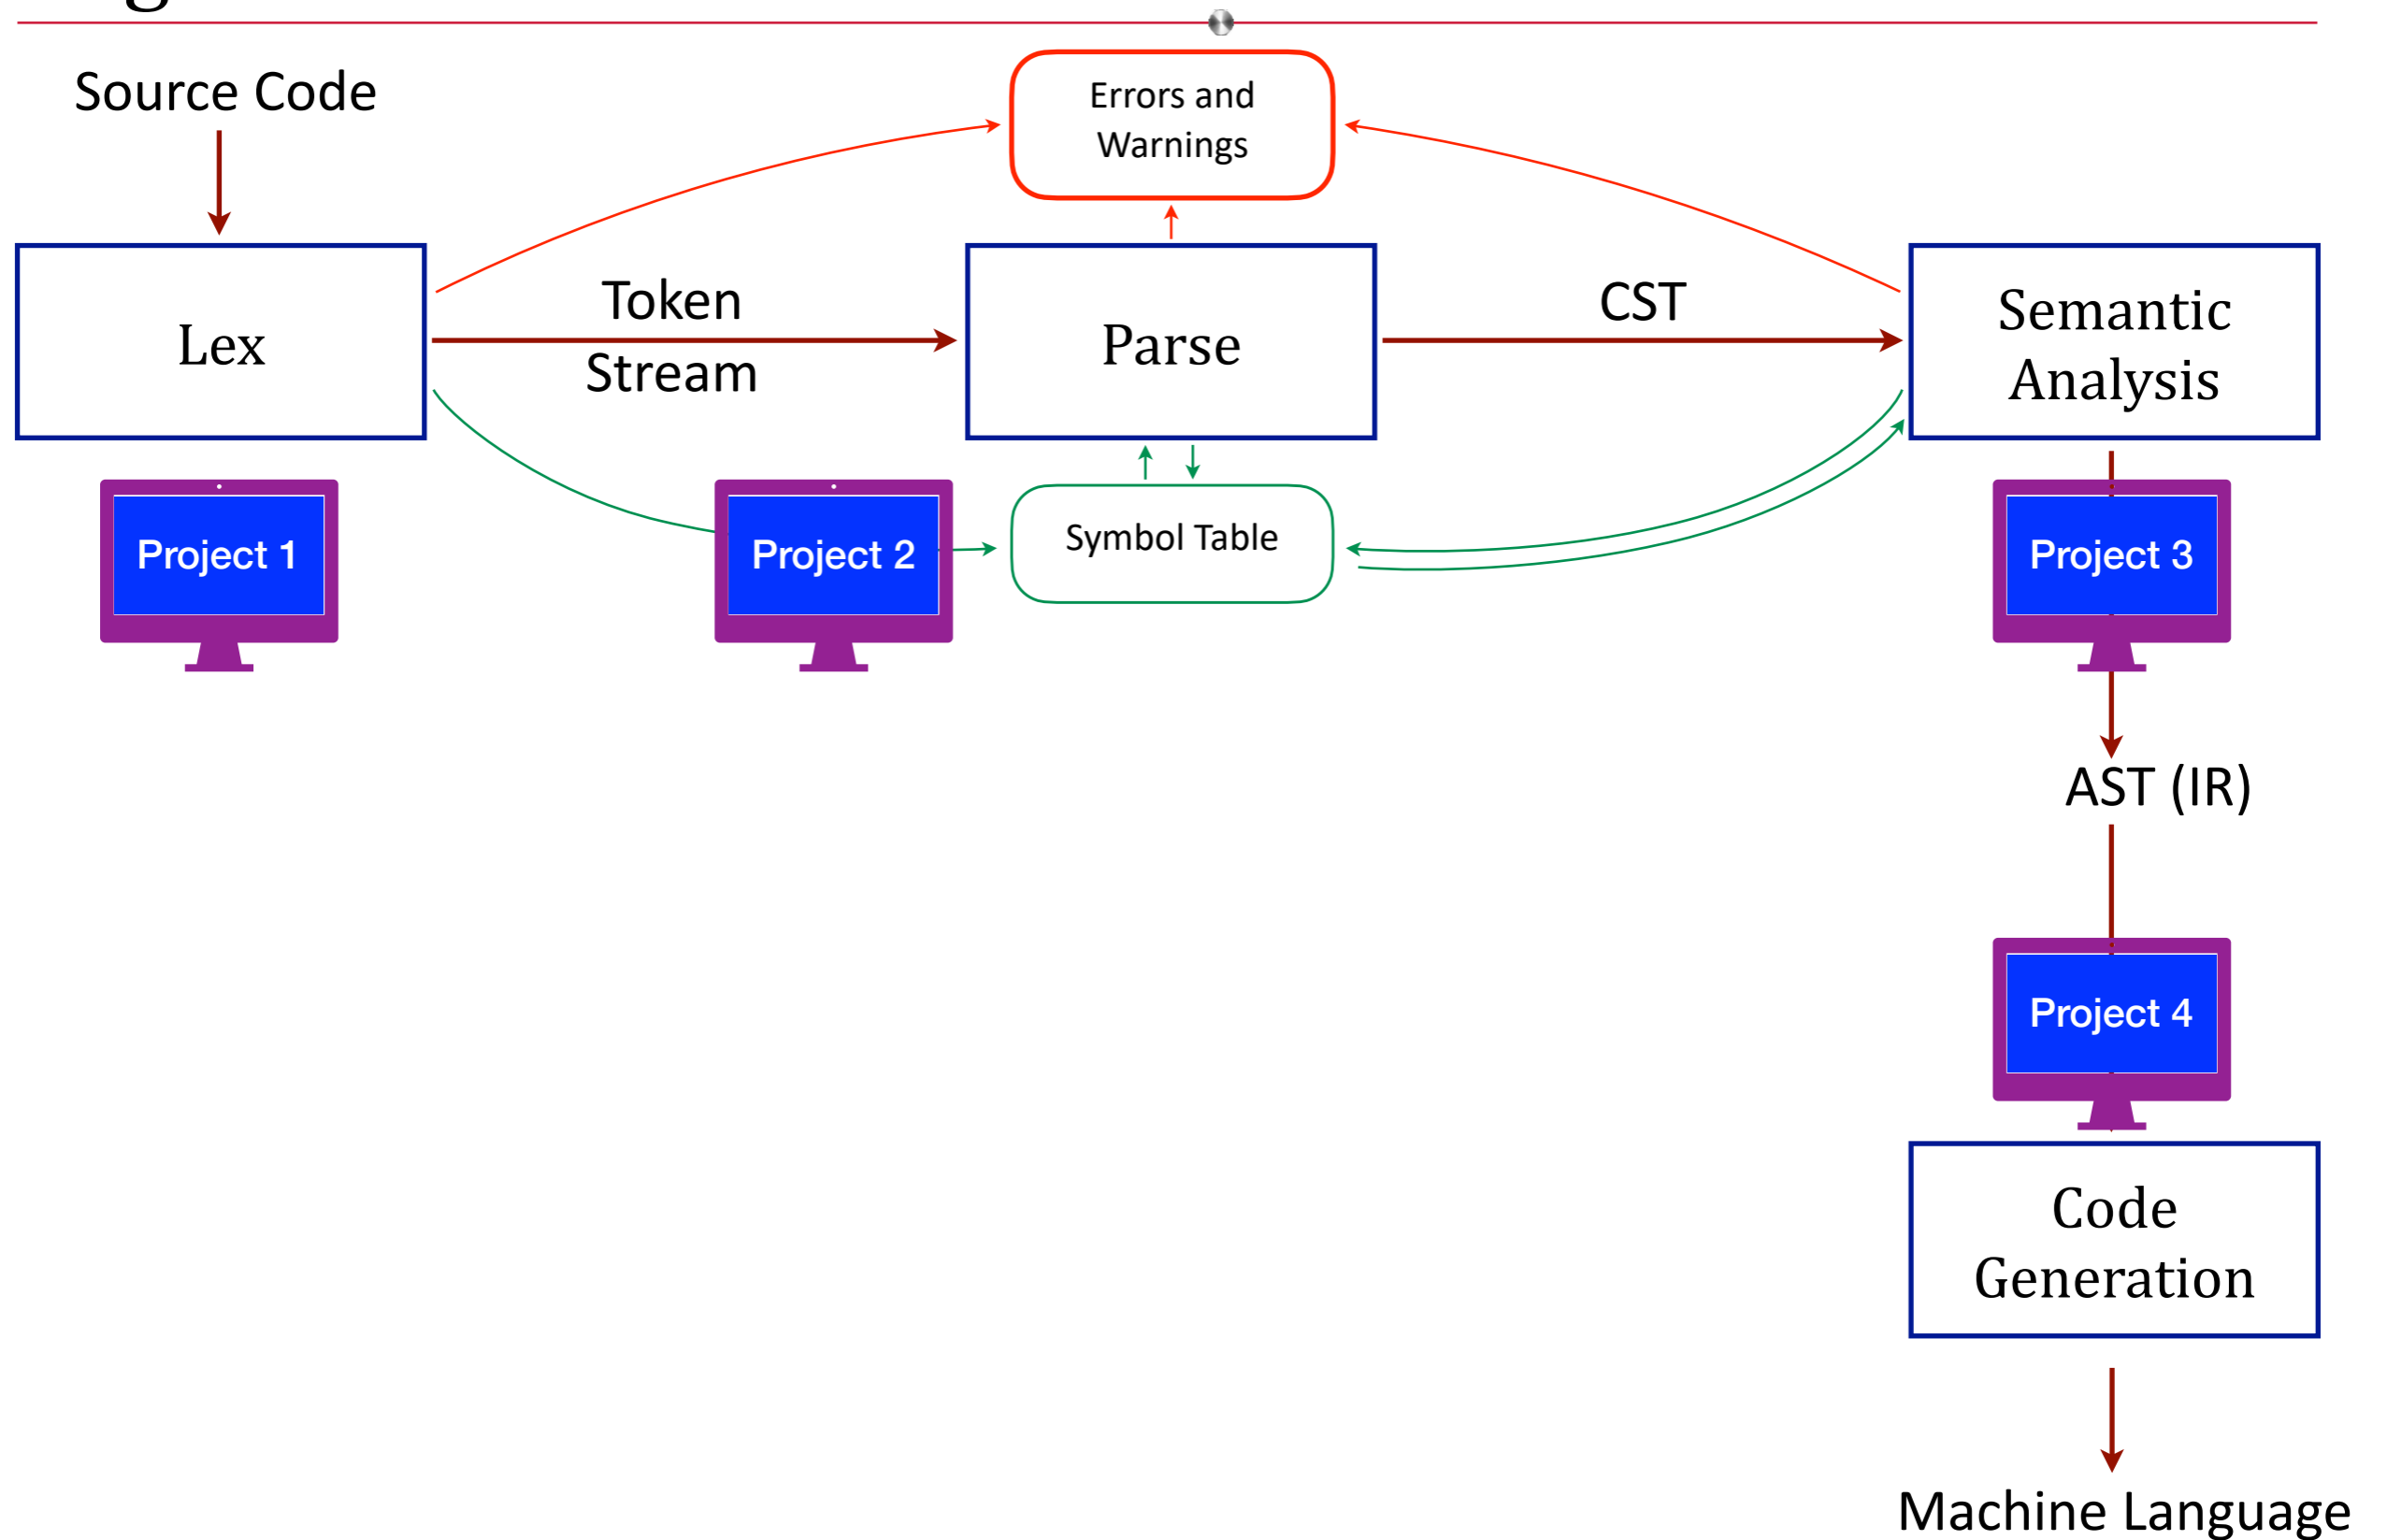 Source Code
Errors and
Warnings
Lex
Token
Stream
Parse
CST
Semantic
Analysis
Project 1
Project 2
Symbol Table
Project 3
AST (IR)
Project 4
Code
Generation
Machine Language